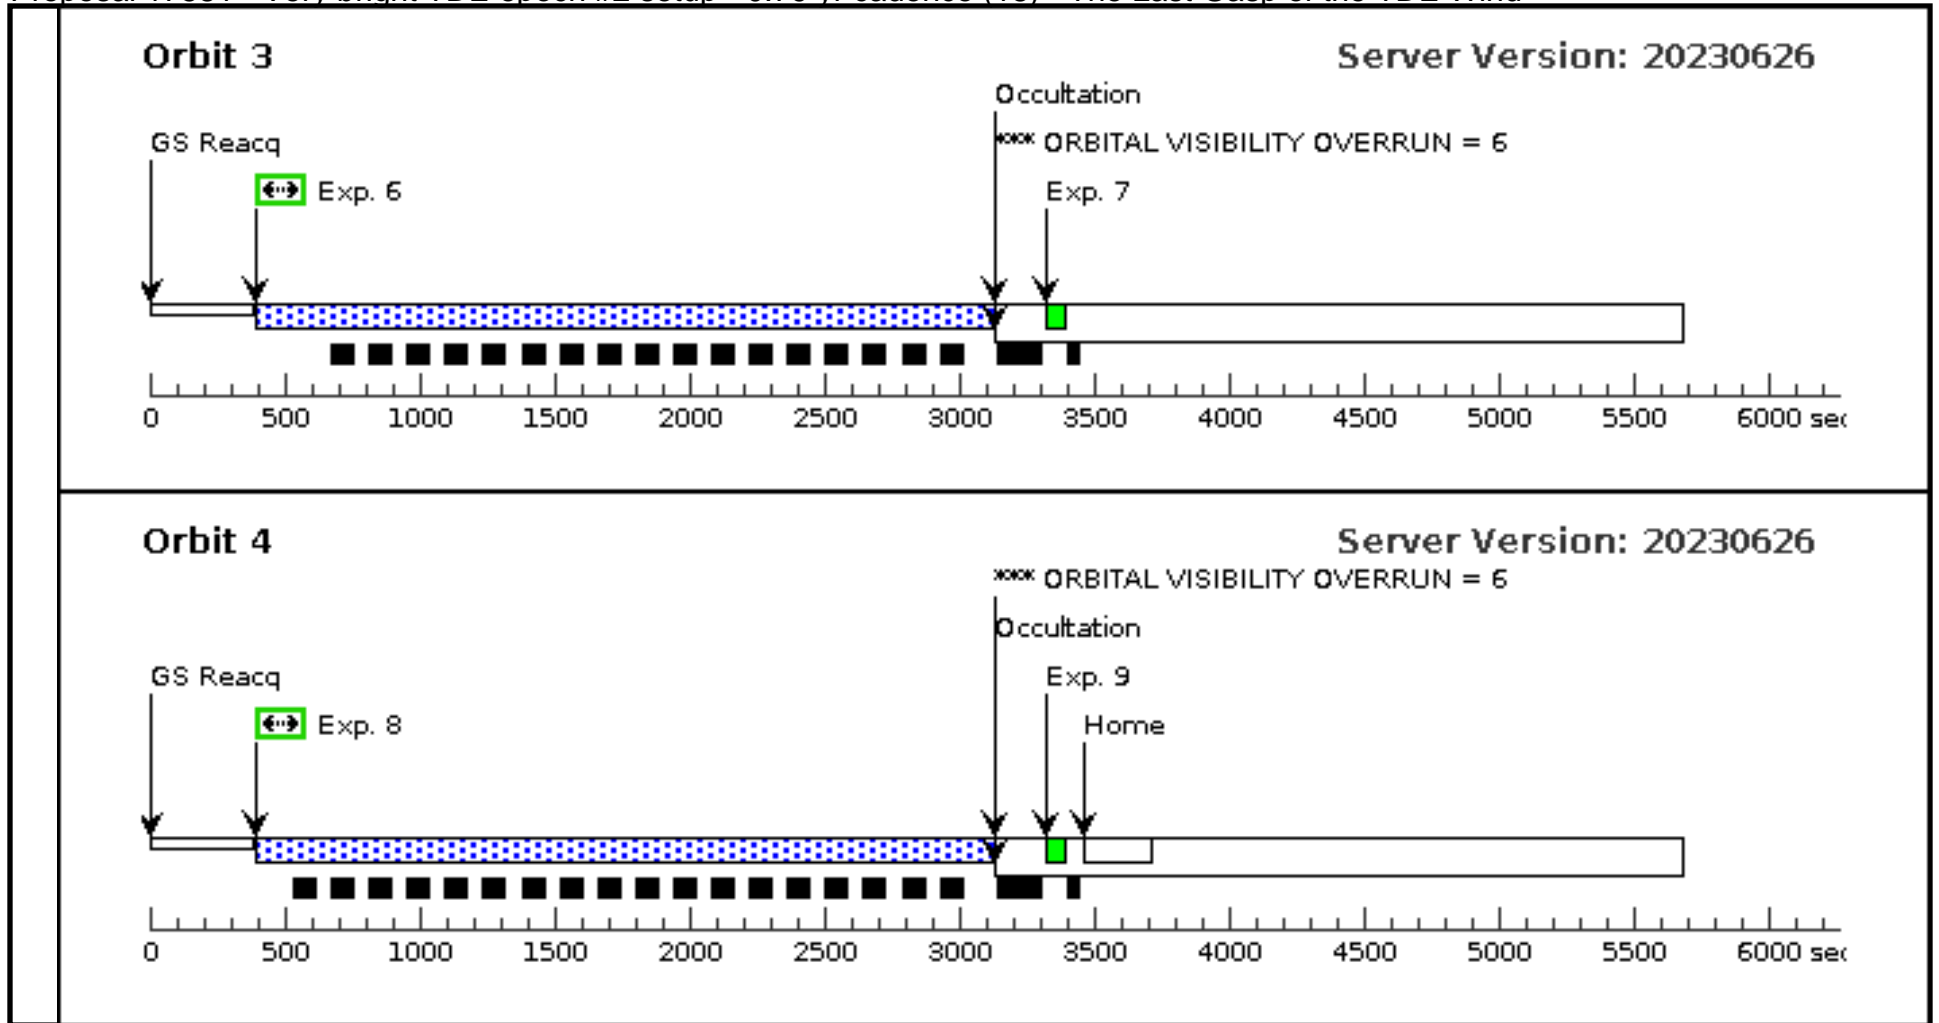 Orbit 3
Server Version: 20230626
Occultation
GS Reacq
*** ORBITAL VISIBILITY OVERRUN = 6
Exp. 6
Exp. 7
0 500 1000 1500 2000 2500 3000 3500 4000 4500 5000 5500 6000 sec
Orbit 4
Server Version: 20230626
*** ORBITAL VISIBILITY OVERRUN = 6
Occultation
GS Reacq
Exp. 9
Exp. 8
Home
0 500 1000 1500 2000 2500 3000 3500 4000 4500 5000 5500 6000 sec